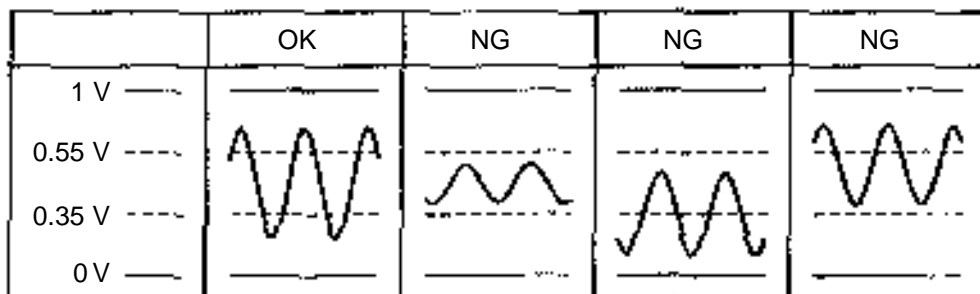 OK NG NG NG
1 V
0.55 V
0.35 V
0 V